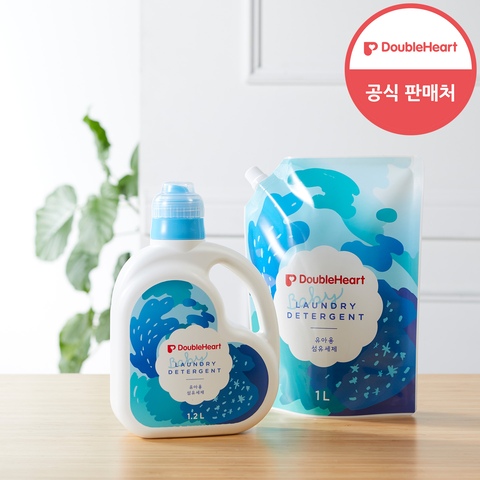 DoubleHeart
공식 판매처
DoubleHeart
Baby
LAUNDRY
DETERGENT
유아용
섬유세제
1L
DoubleHeart
Baby
LAUNDRY
DETERGENT
유아용
섬유세제
1.2L